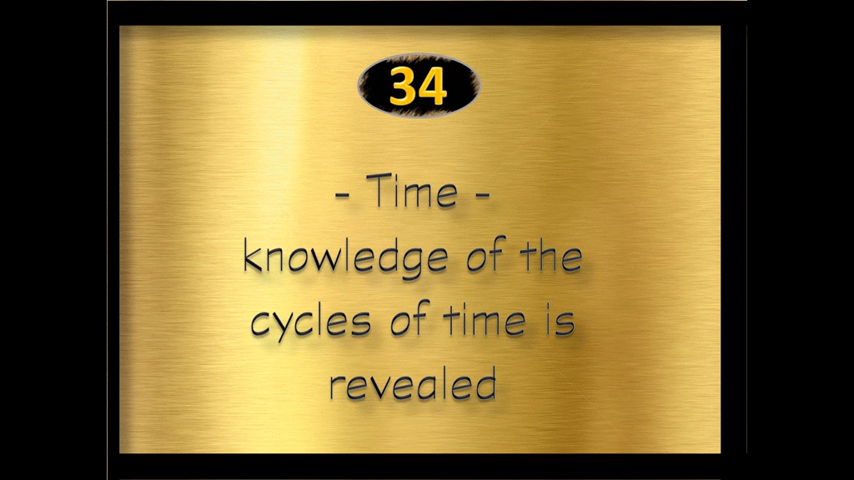 34
- Time -
knowledge of the
cycles of time is
revealed